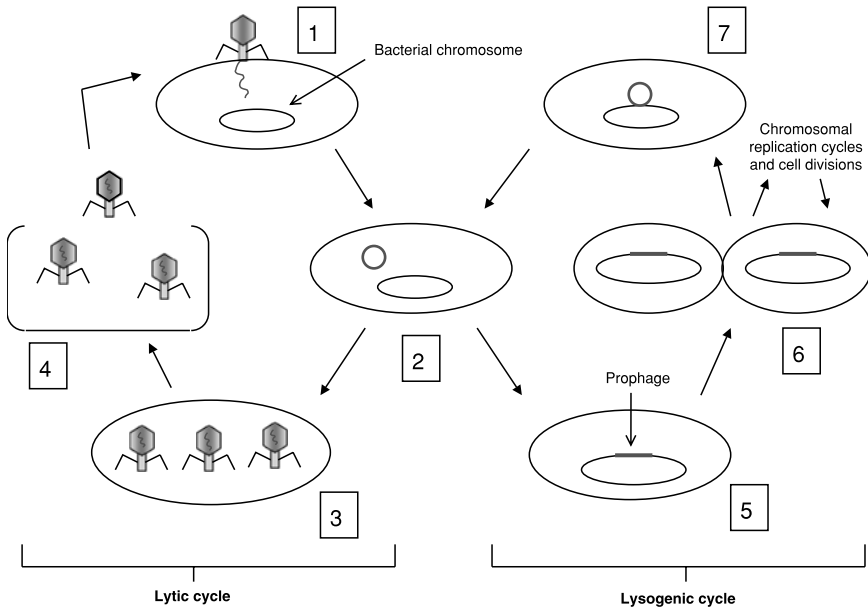 1
7
Bacterial chromosome
Chromosomal
replication cycles
and cell divisions
2
4
6
Prophage
3
5
Lytic cycle
Lysogenic cycle